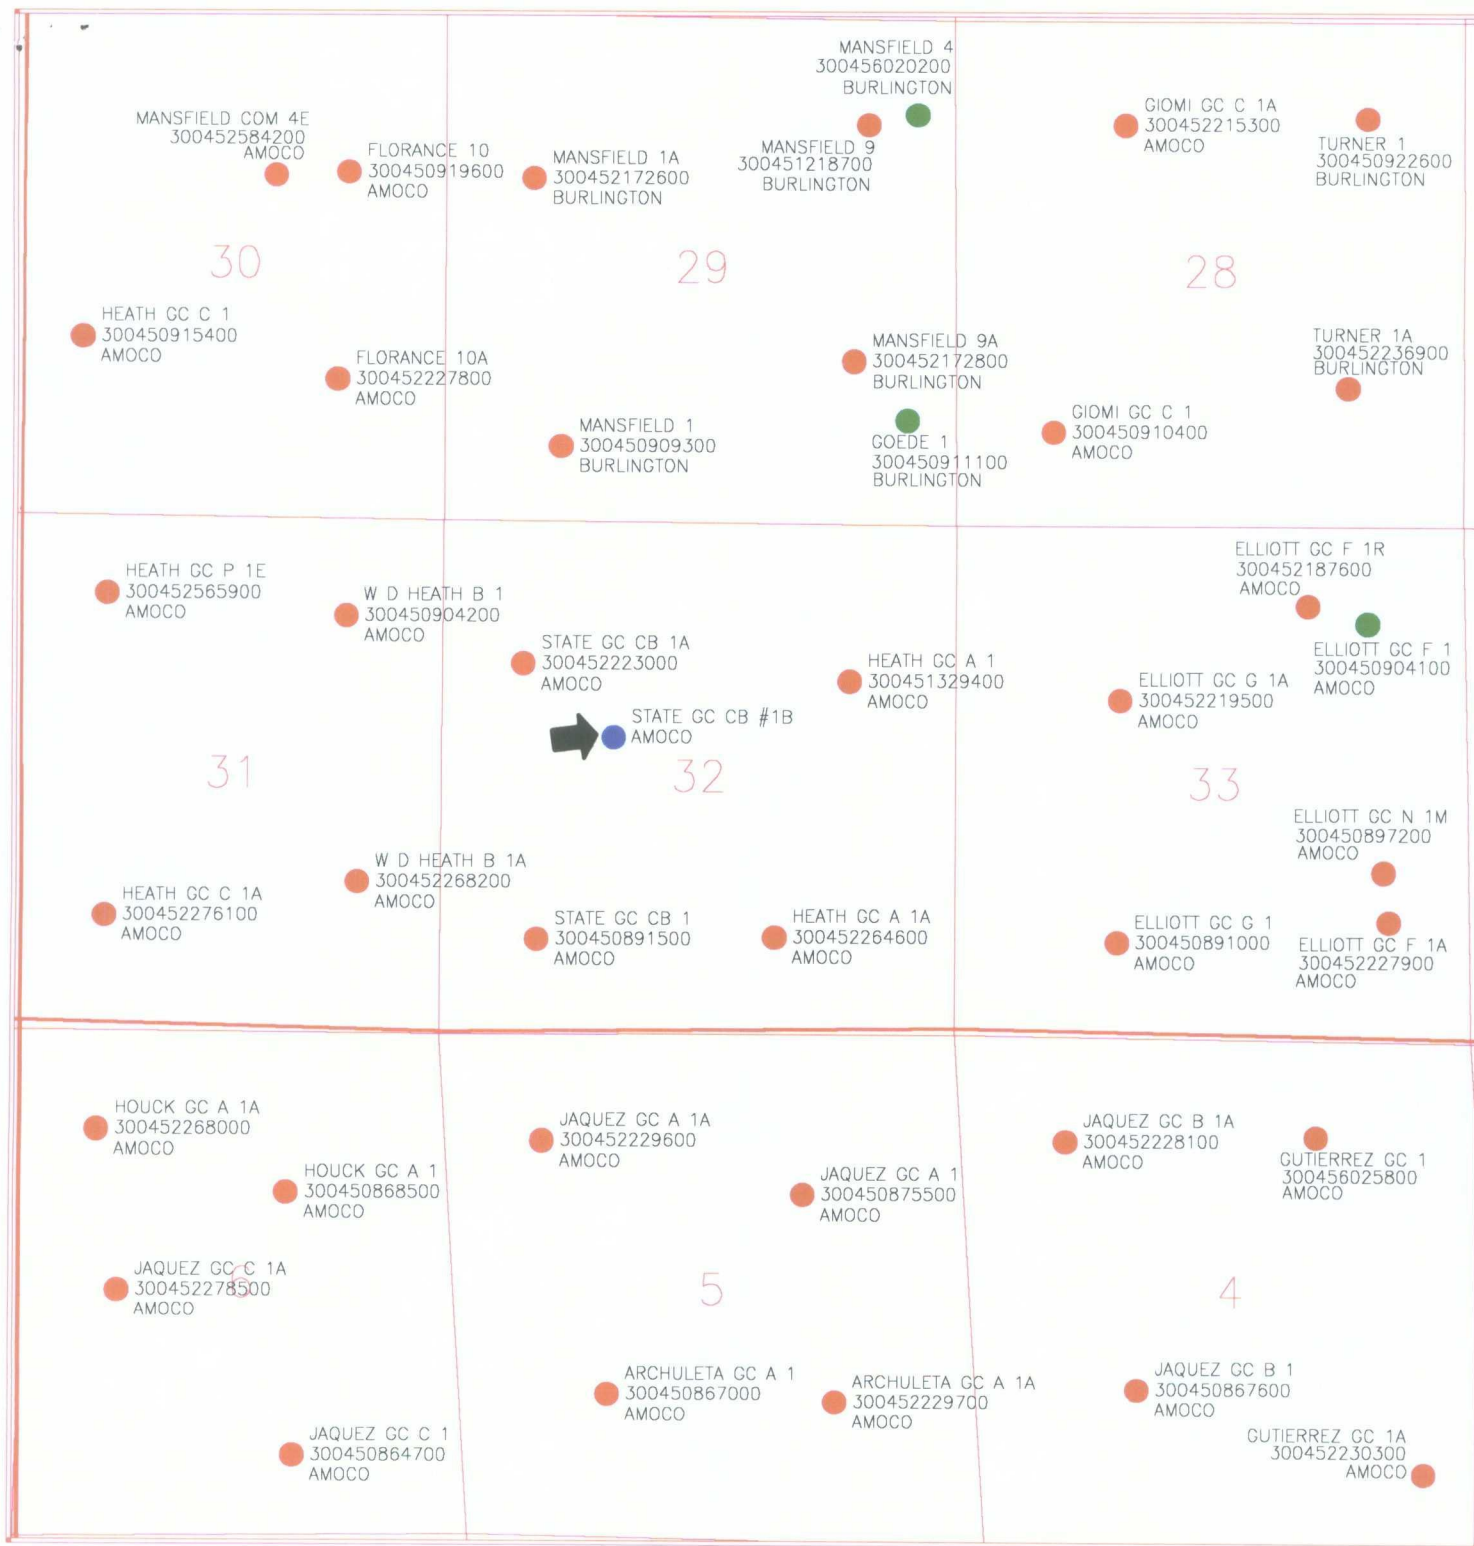 MANSFIELD 4
300456020200
BURLINGTON
MANSFIELD COM 4E
300452584200
AMOCO
FLORANCE 10
300450919600
AMOCO
MANSFIELD 1A
300452172600
BURLINGTON
MANSFIELD 9
300451218700
BURLINGTON
GIOMI GC C 1A
300452215300
AMOCO
TURNER 1
300450922600
BURLINGTON
30
29
28
HEATH GC C 1
300450915400
AMOCO
FLORANCE 10A
300452227800
AMOCO
MANSFIELD 1
300450909300
BURLINGTON
MANSFIELD 9A
300452172800
BURLINGTON
GOEDE 1
300450911100
BURLINGTON
GIOMI GC C 1
300450910400
AMOCO
TURNER 1A
300452236900
BURLINGTON
HEATH GC P 1E
300452565900
AMOCO
W D HEATH B 1
300450904200
AMOCO
STATE GC CB 1A
300452223000
AMOCO
STATE GC CB #1B
AMOCO
HEATH GC A 1
300451329400
AMOCO
ELLIOTT GC F 1R
300452187600
AMOCO
ELLIOTT GC F 1
300450904100
AMOCO
ELLIOTT GC G 1A
300452219500
AMOCO
31
32
33
HEATH GC C 1A
300452276100
AMOCO
W D HEATH B 1A
300452268200
AMOCO
STATE GC CB 1
300450891500
AMOCO
HEATH GC A 1A
300452264600
AMOCO
ELLIOTT GC N 1M
300450897200
AMOCO
ELLIOTT GC G 1
300450891000
AMOCO
ELLIOTT GC F 1A
300452227900
AMOCO
HOUCK GC A 1A
300452268000
AMOCO
HOUCK GC A 1
300450868500
AMOCO
JAQUEZ GC A 1A
300452229600
AMOCO
JAQUEZ GC A 1
300450875500
AMOCO
JAQUEZ GC B 1A
300452228100
AMOCO
GUTIERREZ GC 1
300456025800
AMOCO
JAQUEZ GC C 1A
300452278500
AMOCO
6
5
4
JAQUEZ GC C 1
300450864700
AMOCO
ARCHULETA GC A 1
300450867000
AMOCO
ARCHULETA GC A 1A
300452229700
AMOCO
JAQUEZ GC B 1
300450867600
AMOCO
GUTIERREZ GC 1A
300452230300
AMOCO